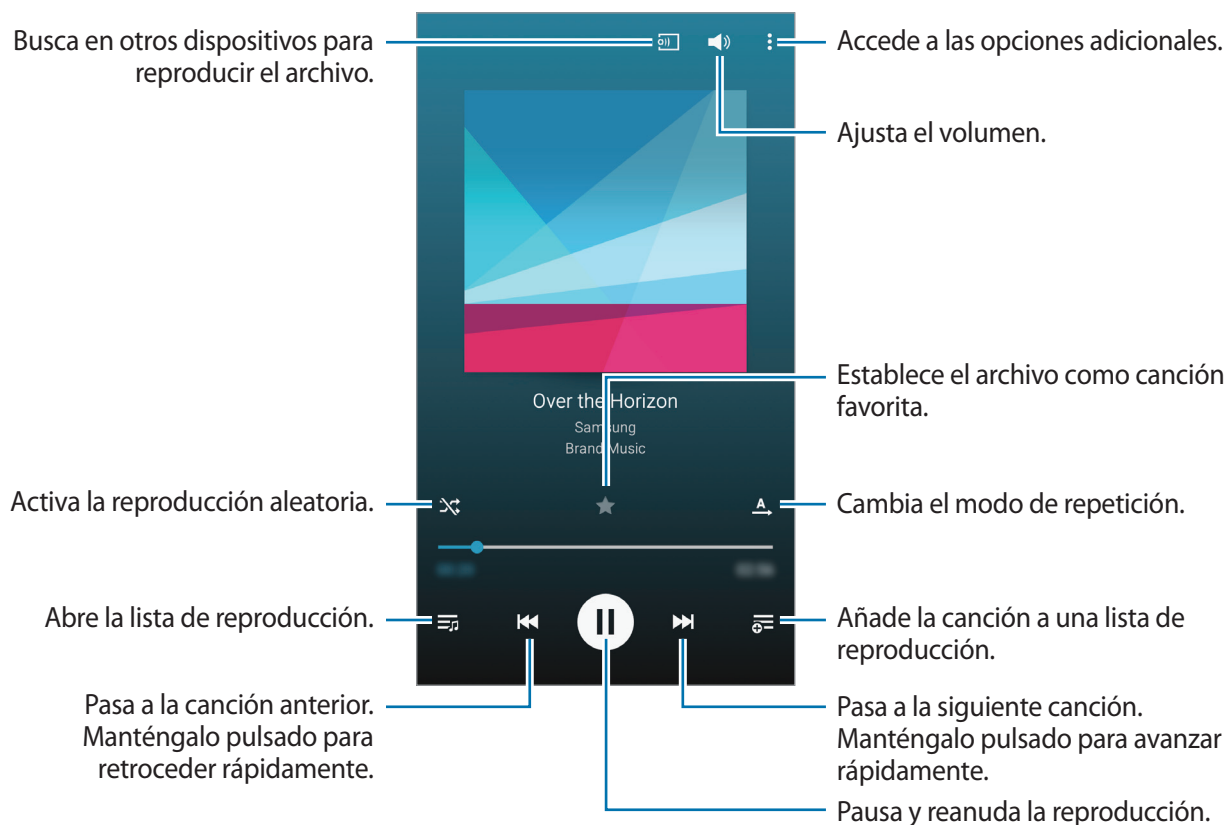 Busca en otros dispositivos para
reproducir el archivo.
Accede a las opciones adicionales.
Ajusta el volumen.
Establece el archivo como canción
favorita.
Over the Horizon
Samsung
Brand Music
Activa la reproducción aleatoria.
A
Cambia el modo de repetición.
Abre la lista de reproducción.
Añade la canción a una lista de
reproducción.
Pasa a la canción anterior.
Manténgalo pulsado para
retroceder rápidamente.
Pasa a la siguiente canción.
Manténgalo pulsado para avanzar
rápidamente.
Pausa y reanuda la reproducción.